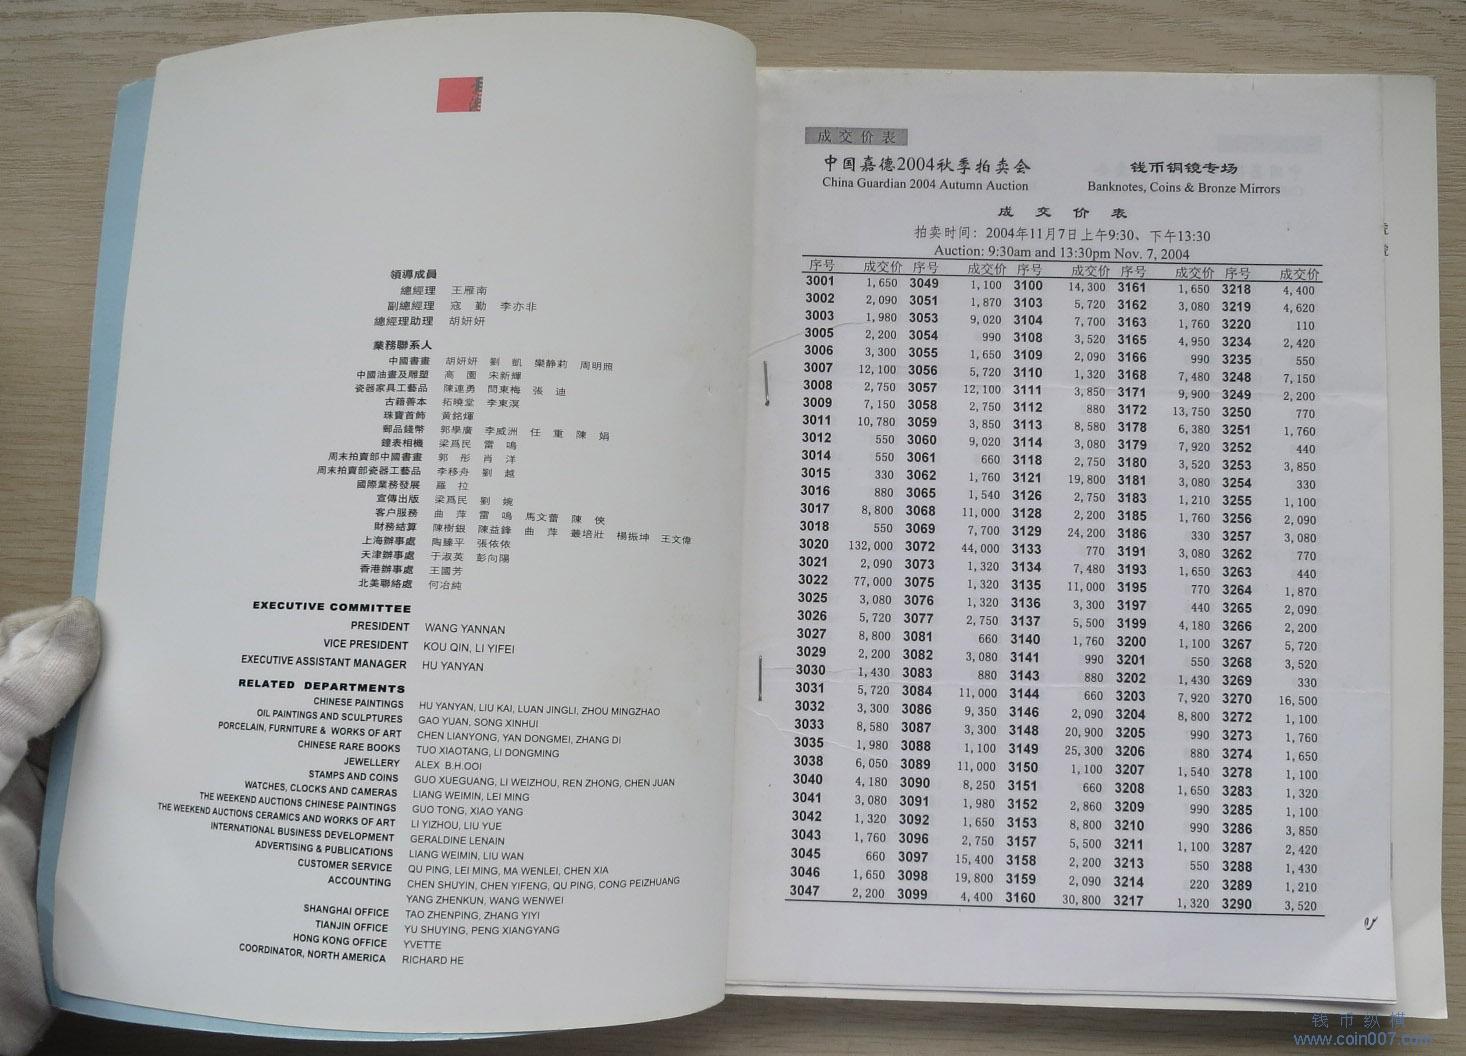 領導成員
總經理 王雁南
副總經理 寇 勤 李亦非
總經理助理 胡妍妍
業務聯系人
中國書畫 胡妍妍 劉 凱 欒静莉 周明照
中國油畫及雕塑 高 園 宋新輝
瓷器家具工藝品 陳連勇 閆東梅 張 迪
古籍善本 拓曉堂 李東溟
珠寶首飾 黄銘煇
郵品錢幣 郭學廣 李威洲 任 重 陳 娟
鐘表相機 梁爲民 雷 鳴
周末拍賣部中國書畫 郭 彤 肖 洋
周末拍賣部瓷器工藝品 李移舟 劉 越
國際業務發展 羅 拉
宣傳出版 梁爲民 劉 婉
客户服務 曲 萍 雷 鳴 馬文蕾 陳 俠
財務結算 陳樹銀 陳益鋒 曲 萍 叢培壯 楊振坤 王文偉
上海辦事處 陶臻平 張依依
天津辦事處 于淑英 彭向陽
香港辦事處 王國芳
北美聯絡處 何冶純
EXECUTIVE COMMITTEE
PRESIDENT WANG YANNAN
VICE PRESIDENT KOU QIN, LI YIFEI
EXECUTIVE ASSISTANT MANAGER HU YANYAN
RELATED DEPARTMENTS
CHINESE PAINTINGS HU YANYAN, LIU KAI, LUAN JINGLI, ZHOU MINGZHAO
OIL PAINTINGS AND SCULPTURES GAO YUAN, SONG XINHUI
PORCELAIN, FURNITURE & WORKS OF ART CHEN LIANYONG, YAN DONGMEI, ZHANG DI
CHINESE RARE BOOKS TUO XIAOTANG, LI DONGMING
JEWELLERY ALEX B.H.OOI
STAMPS AND COINS GUO XUEGUANG, LI WEIZHOU, REN ZHONG, CHEN JUAN
WATCHES, CLOCKS AND CAMERAS LIANG WEIMIN, LEI MING
THE WEEKEND AUCTIONS CHINESE PAINTINGS GUO TONG, XIAO YANG
THE WEEKEND AUCTIONS CERAMICS AND WORKS OF ART LI YIZHOU, LIU YUE
INTERNATIONAL BUSINESS DEVELOPMENT GERALDINE LENAIN
ADVERTISING & PUBLICATIONS LIANG WEIMIN, LIU WAN
CUSTOMER SERVICE QU PING, LEI MING, MA WENLEI, CHEN XIA
ACCOUNTING CHEN SHUYIN, CHEN YIFENG, QU PING, CONG PEIZHUANG
YANG ZHENKUN, WANG WENWEI
SHANGHAI OFFICE TAO ZHENPING, ZHANG YIYI
TIANJIN OFFICE YU SHUYING, PENG XIANGYANG
HONG KONG OFFICE YVETTE
COORDINATOR, NORTH AMERICA RICHARD HE
成交价表
中国嘉德2004秋季拍卖会 钱币铜镜专场
China Guardian 2004 Autumn Auction Banknotes, Coins & Bronze Mirrors
成 交 价 表
拍卖时间：2004年11月7日上午9:30、下午13:30
Auction: 9:30am and 13:30pm Nov. 7, 2004
序号 成交价 序号 成交价 序号 成交价 序号 成交价 序号 成交价
3001 1,650 3049 1,100 3100 14,300 3161 1,650 3218 4,400
3002 2,090 3051 1,870 3103 5,720 3162 3,080 3219 4,620
3003 1,980 3053 9,020 3104 7,700 3163 1,760 3220 110
3005 2,200 3054 990 3108 3,520 3165 4,950 3234 2,420
3006 3,300 3055 1,650 3109 2,090 3166 990 3235 550
3007 12,100 3056 5,720 3110 1,320 3168 7,480 3248 7,150
3008 2,750 3057 12,100 3111 3,850 3171 9,900 3249 2,200
3009 7,150 3058 2,750 3112 880 3172 13,750 3250 770
3011 10,780 3059 3,850 3113 8,580 3178 6,380 3251 1,760
3012 550 3060 9,020 3114 3,080 3179 7,920 3252 440
3014 550 3061 660 3118 2,750 3180 3,520 3253 3,850
3015 330 3062 1,760 3121 19,800 3181 3,080 3254 330
3016 880 3065 1,540 3126 2,750 3183 1,210 3255 1,100
3017 8,800 3068 11,000 3128 2,200 3185 1,760 3256 2,090
3018 550 3069 7,700 3129 24,200 3186 330 3257 3,080
3020 132,000 3072 44,000 3133 770 3191 3,080 3262 770
3021 2,090 3073 1,320 3134 7,480 3193 1,650 3263 440
3022 77,000 3075 1,320 3135 11,000 3195 770 3264 1,870
3025 3,080 3076 1,320 3136 3,300 3197 440 3265 2,090
3026 5,720 3077 2,750 3137 5,500 3199 4,180 3266 2,200
3027 8,800 3081 660 3140 1,760 3200 1,100 3267 5,720
3029 2,200 3082 3,080 3141 990 3201 550 3268 3,520
3030 1,430 3083 880 3143 880 3202 1,430 3269 330
3031 5,720 3084 11,000 3144 660 3203 7,920 3270 16,500
3032 3,300 3086 9,350 3146 2,090 3204 8,800 3272 1,100
3033 8,580 3087 3,300 3148 20,900 3205 990 3273 1,760
3035 1,980 3088 1,100 3149 25,300 3206 880 3274 1,650
3038 6,050 3089 11,000 3150 1,100 3207 1,540 3278 1,100
3040 4,180 3090 8,250 3151 660 3208 1,650 3283 1,320
3041 3,080 3091 1,980 3152 2,860 3209 990 3285 1,100
3042 1,320 3092 1,650 3153 8,800 3210 990 3286 3,850
3043 1,760 3096 2,750 3157 5,500 3211 1,100 3287 2,420
3045 660 3097 15,400 3158 2,200 3213 550 3288 1,430
3046 1,650 3098 19,800 3159 2,090 3214 220 3289 1,210
3047 2,200 3099 4,400 3160 30,800 3217 1,320 3290 3,520
钱币纵横
www.coin007.com